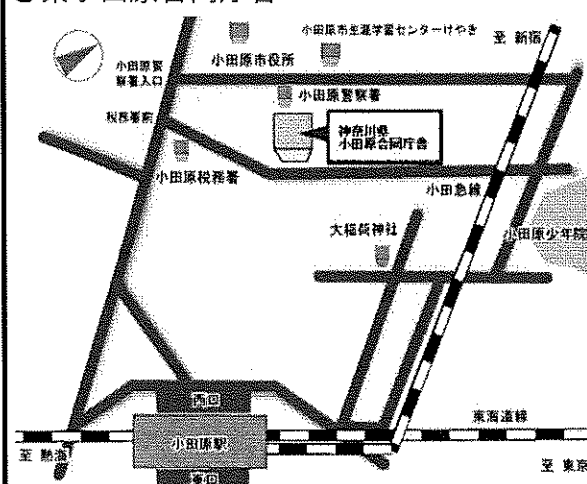 小田原市生涯学習センターけやき
至 新宿
小田原市役所
小田原警
察署入口
小田原警察署
税務署前
神奈川県
小田原合同庁舎
小田原税務署
小田急線
大稲荷神社
小田原少年院
西口
東海道線
小田原駅
至 熱海
至 東京
東口